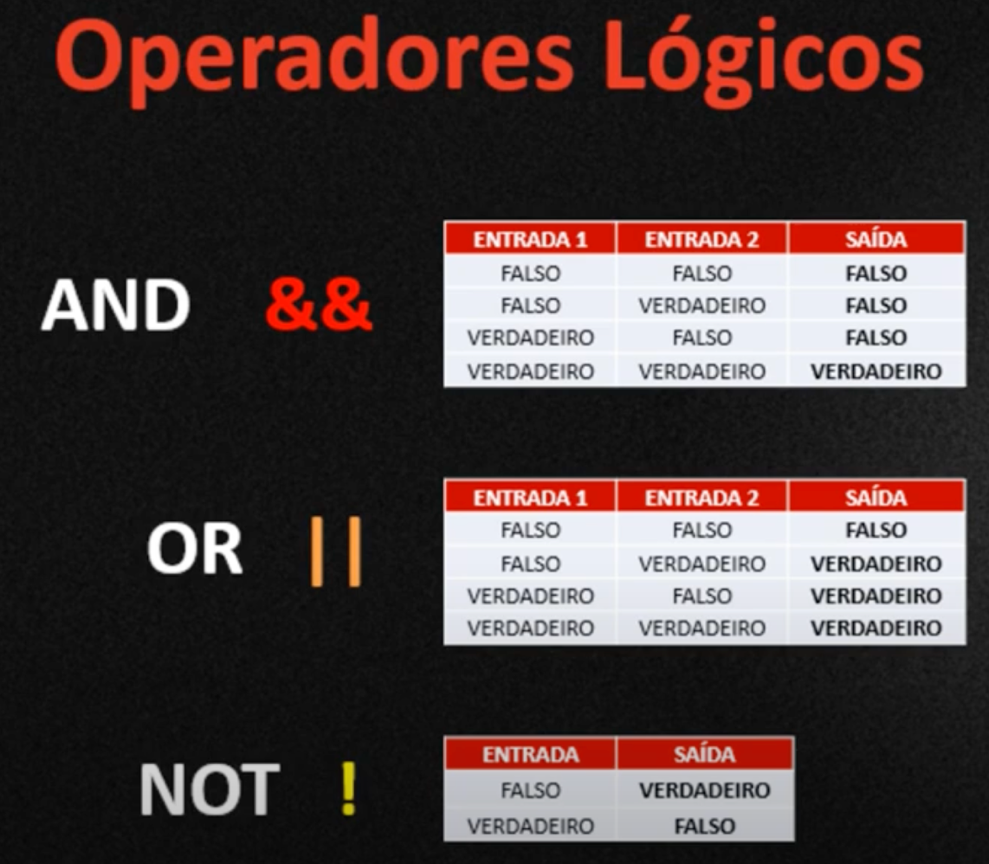 Operadores Lógicos
AND &&
ENTRADA 1 ENTRADA 2 SAÍDA
FALSO FALSO FALSO
FALSO VERDADEIRO FALSO
VERDADEIRO FALSO FALSO
VERDADEIRO VERDADEIRO VERDADEIRO
OR ||
ENTRADA 1 ENTRADA 2 SAÍDA
FALSO FALSO FALSO
FALSO VERDADEIRO VERDADEIRO
VERDADEIRO FALSO VERDADEIRO
VERDADEIRO VERDADEIRO VERDADEIRO
NOT !
ENTRADA SAÍDA
FALSO VERDADEIRO
VERDADEIRO FALSO